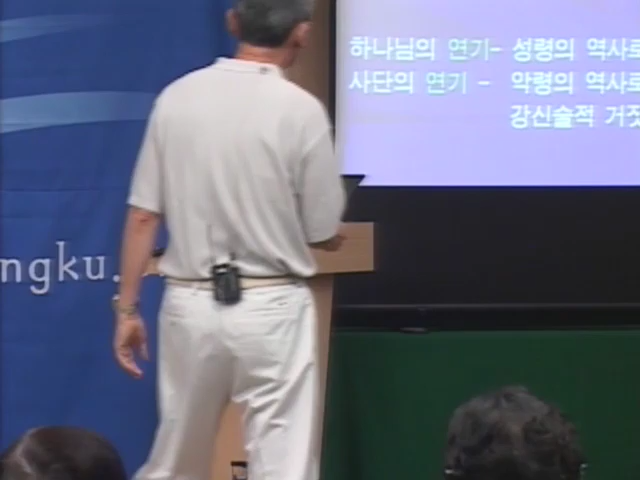 하나님의 연기- 성령의 역사로
사단의 연기 - 악령의 역사로
강신술적 거짓
ngku.